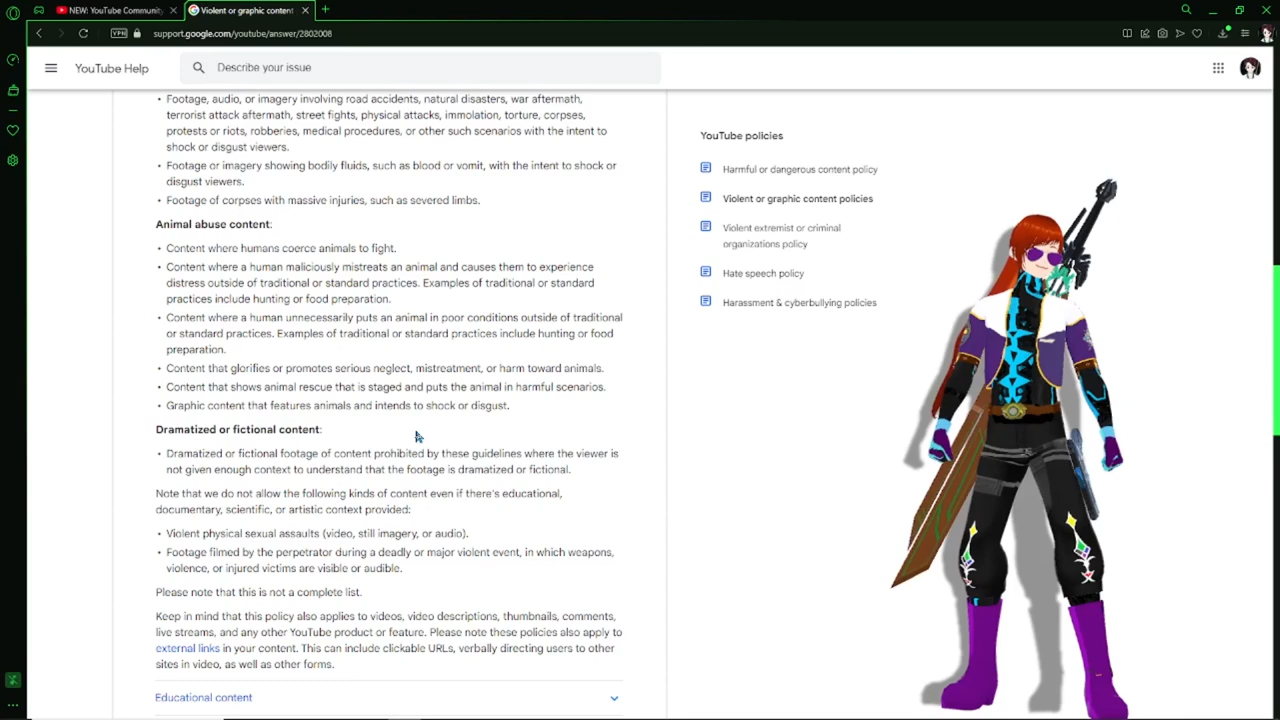 NEW: YouTube Community
Violent or graphic content
VPN
support.google.com/youtube/answer/2802008
YouTube Help
Describe your issue
Footage, audio, or imagery involving road accidents, natural disasters, war aftermath,
terrorist attack aftermath, street fights, physical attacks, immolation, torture, corpses,
protests or riots, robberies, medical procedures, or other such scenarios with the intent to
shock or disgust viewers.
Footage or imagery showing bodily fluids, such as blood or vomit, with the intent to shock or
disgust viewers.
Footage of corpses with massive injuries, such as severed limbs.
Animal abuse content:
Content where humans coerce animals to fight.
Content where a human maliciously mistreats an animal and causes them to experience
distress outside of traditional or standard practices. Examples of traditional or standard
practices include hunting or food preparation.
Content where a human unnecessarily puts an animal in poor conditions outside of traditional
or standard practices. Examples of traditional or standard practices include hunting or food
preparation.
Content that glorifies or promotes serious neglect, mistreatment, or harm toward animals.
Content that shows animal rescue that is staged and puts the animal in harmful scenarios.
Graphic content that features animals and intends to shock or disgust.
Dramatized or fictional content:
Dramatized or fictional footage of content prohibited by these guidelines where the viewer is
not given enough context to understand that the footage is dramatized or fictional.
Note that we do not allow the following kinds of content even if there's educational,
documentary, scientific, or artistic context provided:
Violent physical sexual assaults (video, still imagery, or audio).
Footage filmed by the perpetrator during a deadly or major violent event, in which weapons,
violence, or injured victims are visible or audible.
Please note that this is not a complete list.
Keep in mind that this policy also applies to videos, video descriptions, thumbnails, comments,
live streams, and any other YouTube product or feature. Please note these policies also apply to
external links in your content. This can include clickable URLs, verbally directing users to other
sites in video, as well as other forms.
Educational content
YouTube policies
Harmful or dangerous content policy
Violent or graphic content policies
Violent extremist or criminal
organizations policy
Hate speech policy
Harassment & cyberbullying policies